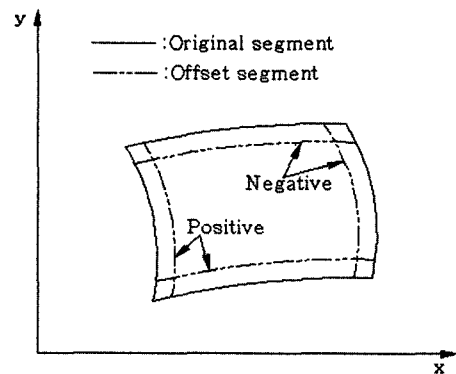 y
:Original segment
:Offset segment
Negative
Positive
x